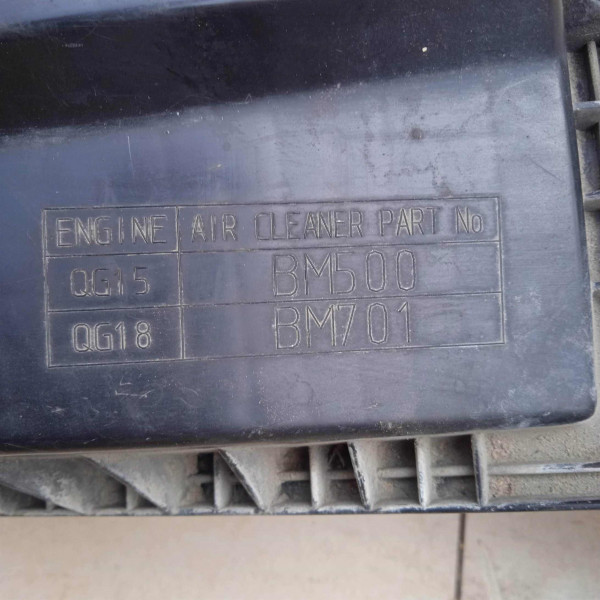 ENGINE AIR CLEANER PART No
QG15 BM500
QG18 BM701